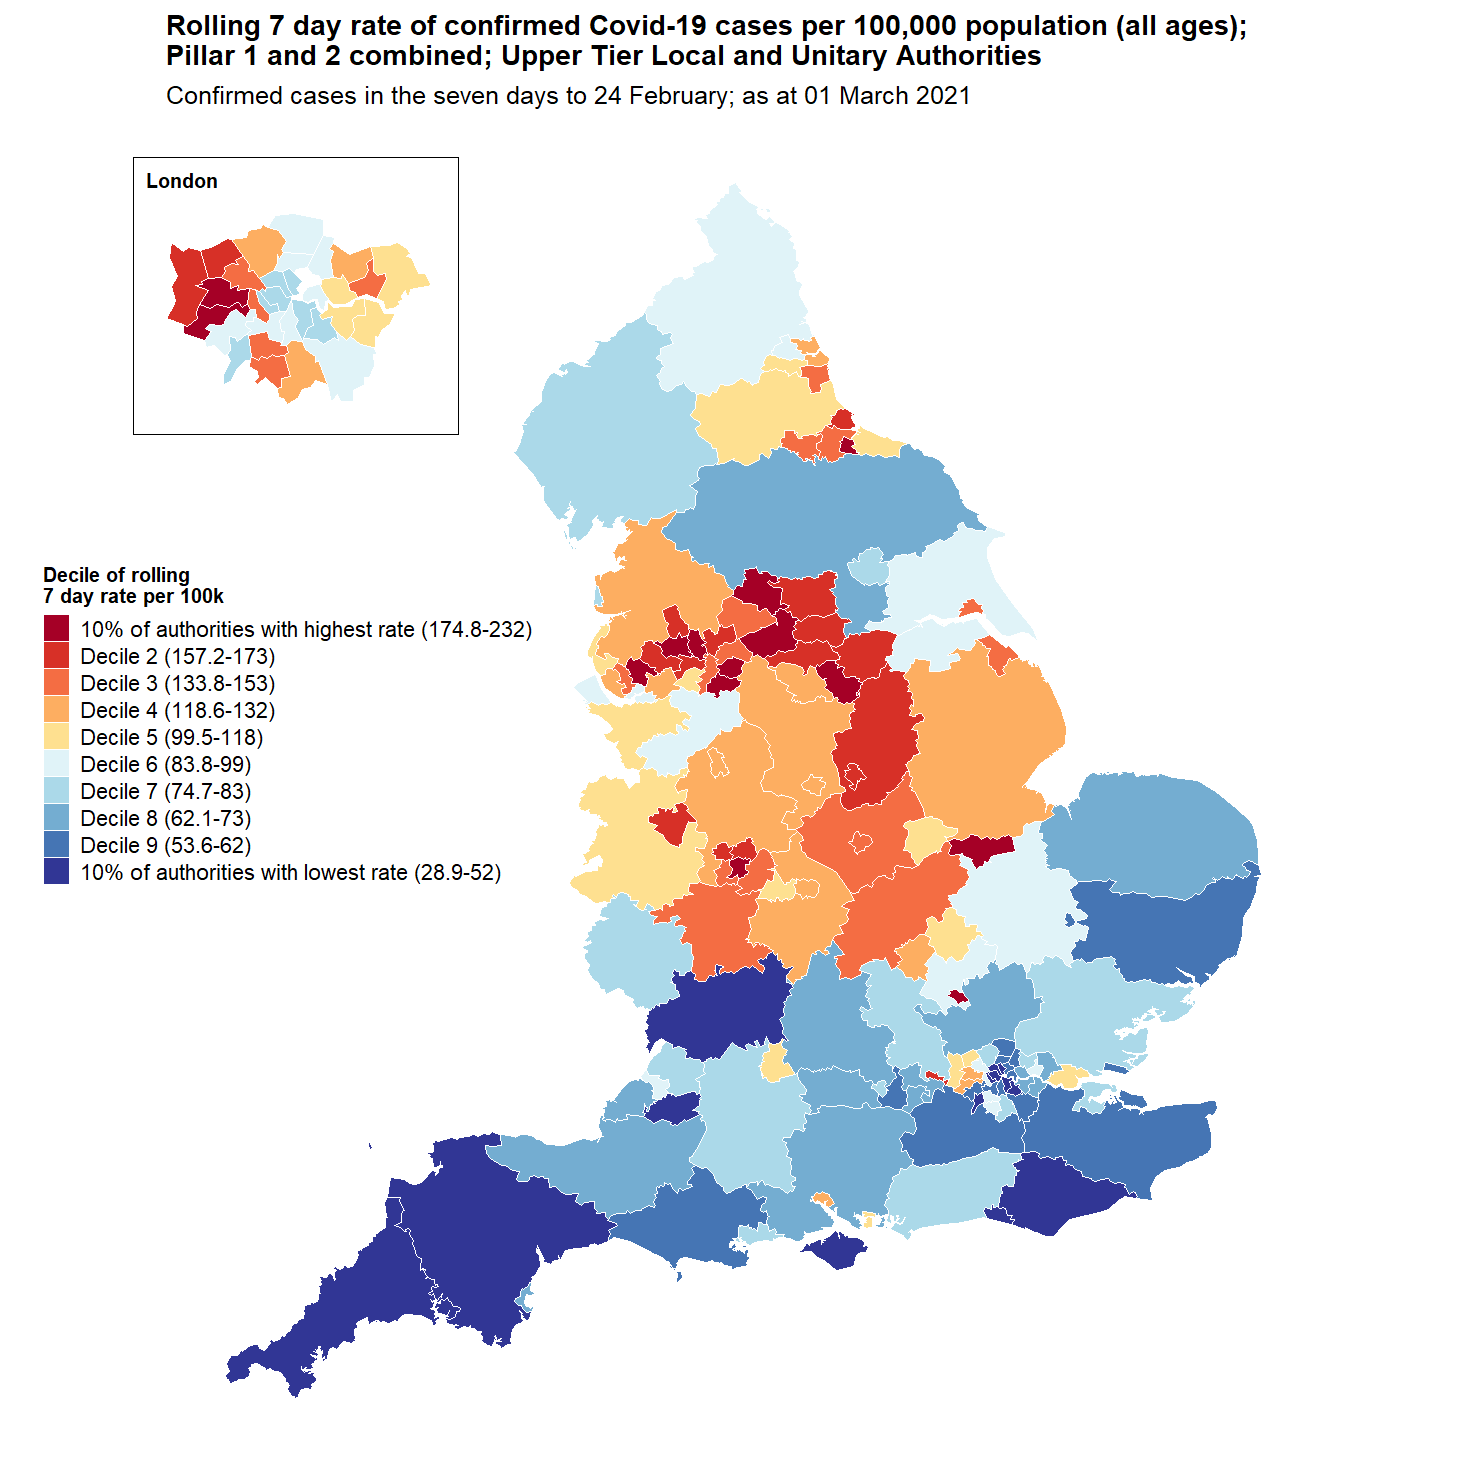 Rolling 7 day rate of confirmed Covid-19 cases per 100,000 population (all ages);
Pillar 1 and 2 combined; Upper Tier Local and Unitary Authorities
Confirmed cases in the seven days to 24 February; as at 01 March 2021
London
Decile of rolling
7 day rate per 100k
10% of authorities with highest rate (174.8-232)
Decile 2 (157.2-173)
Decile 3 (133.8-153)
Decile 4 (118.6-132)
Decile 5 (99.5-118)
Decile 6 (83.8-99)
Decile 7 (74.7-83)
Decile 8 (62.1-73)
Decile 9 (53.6-62)
10% of authorities with lowest rate (28.9-52)